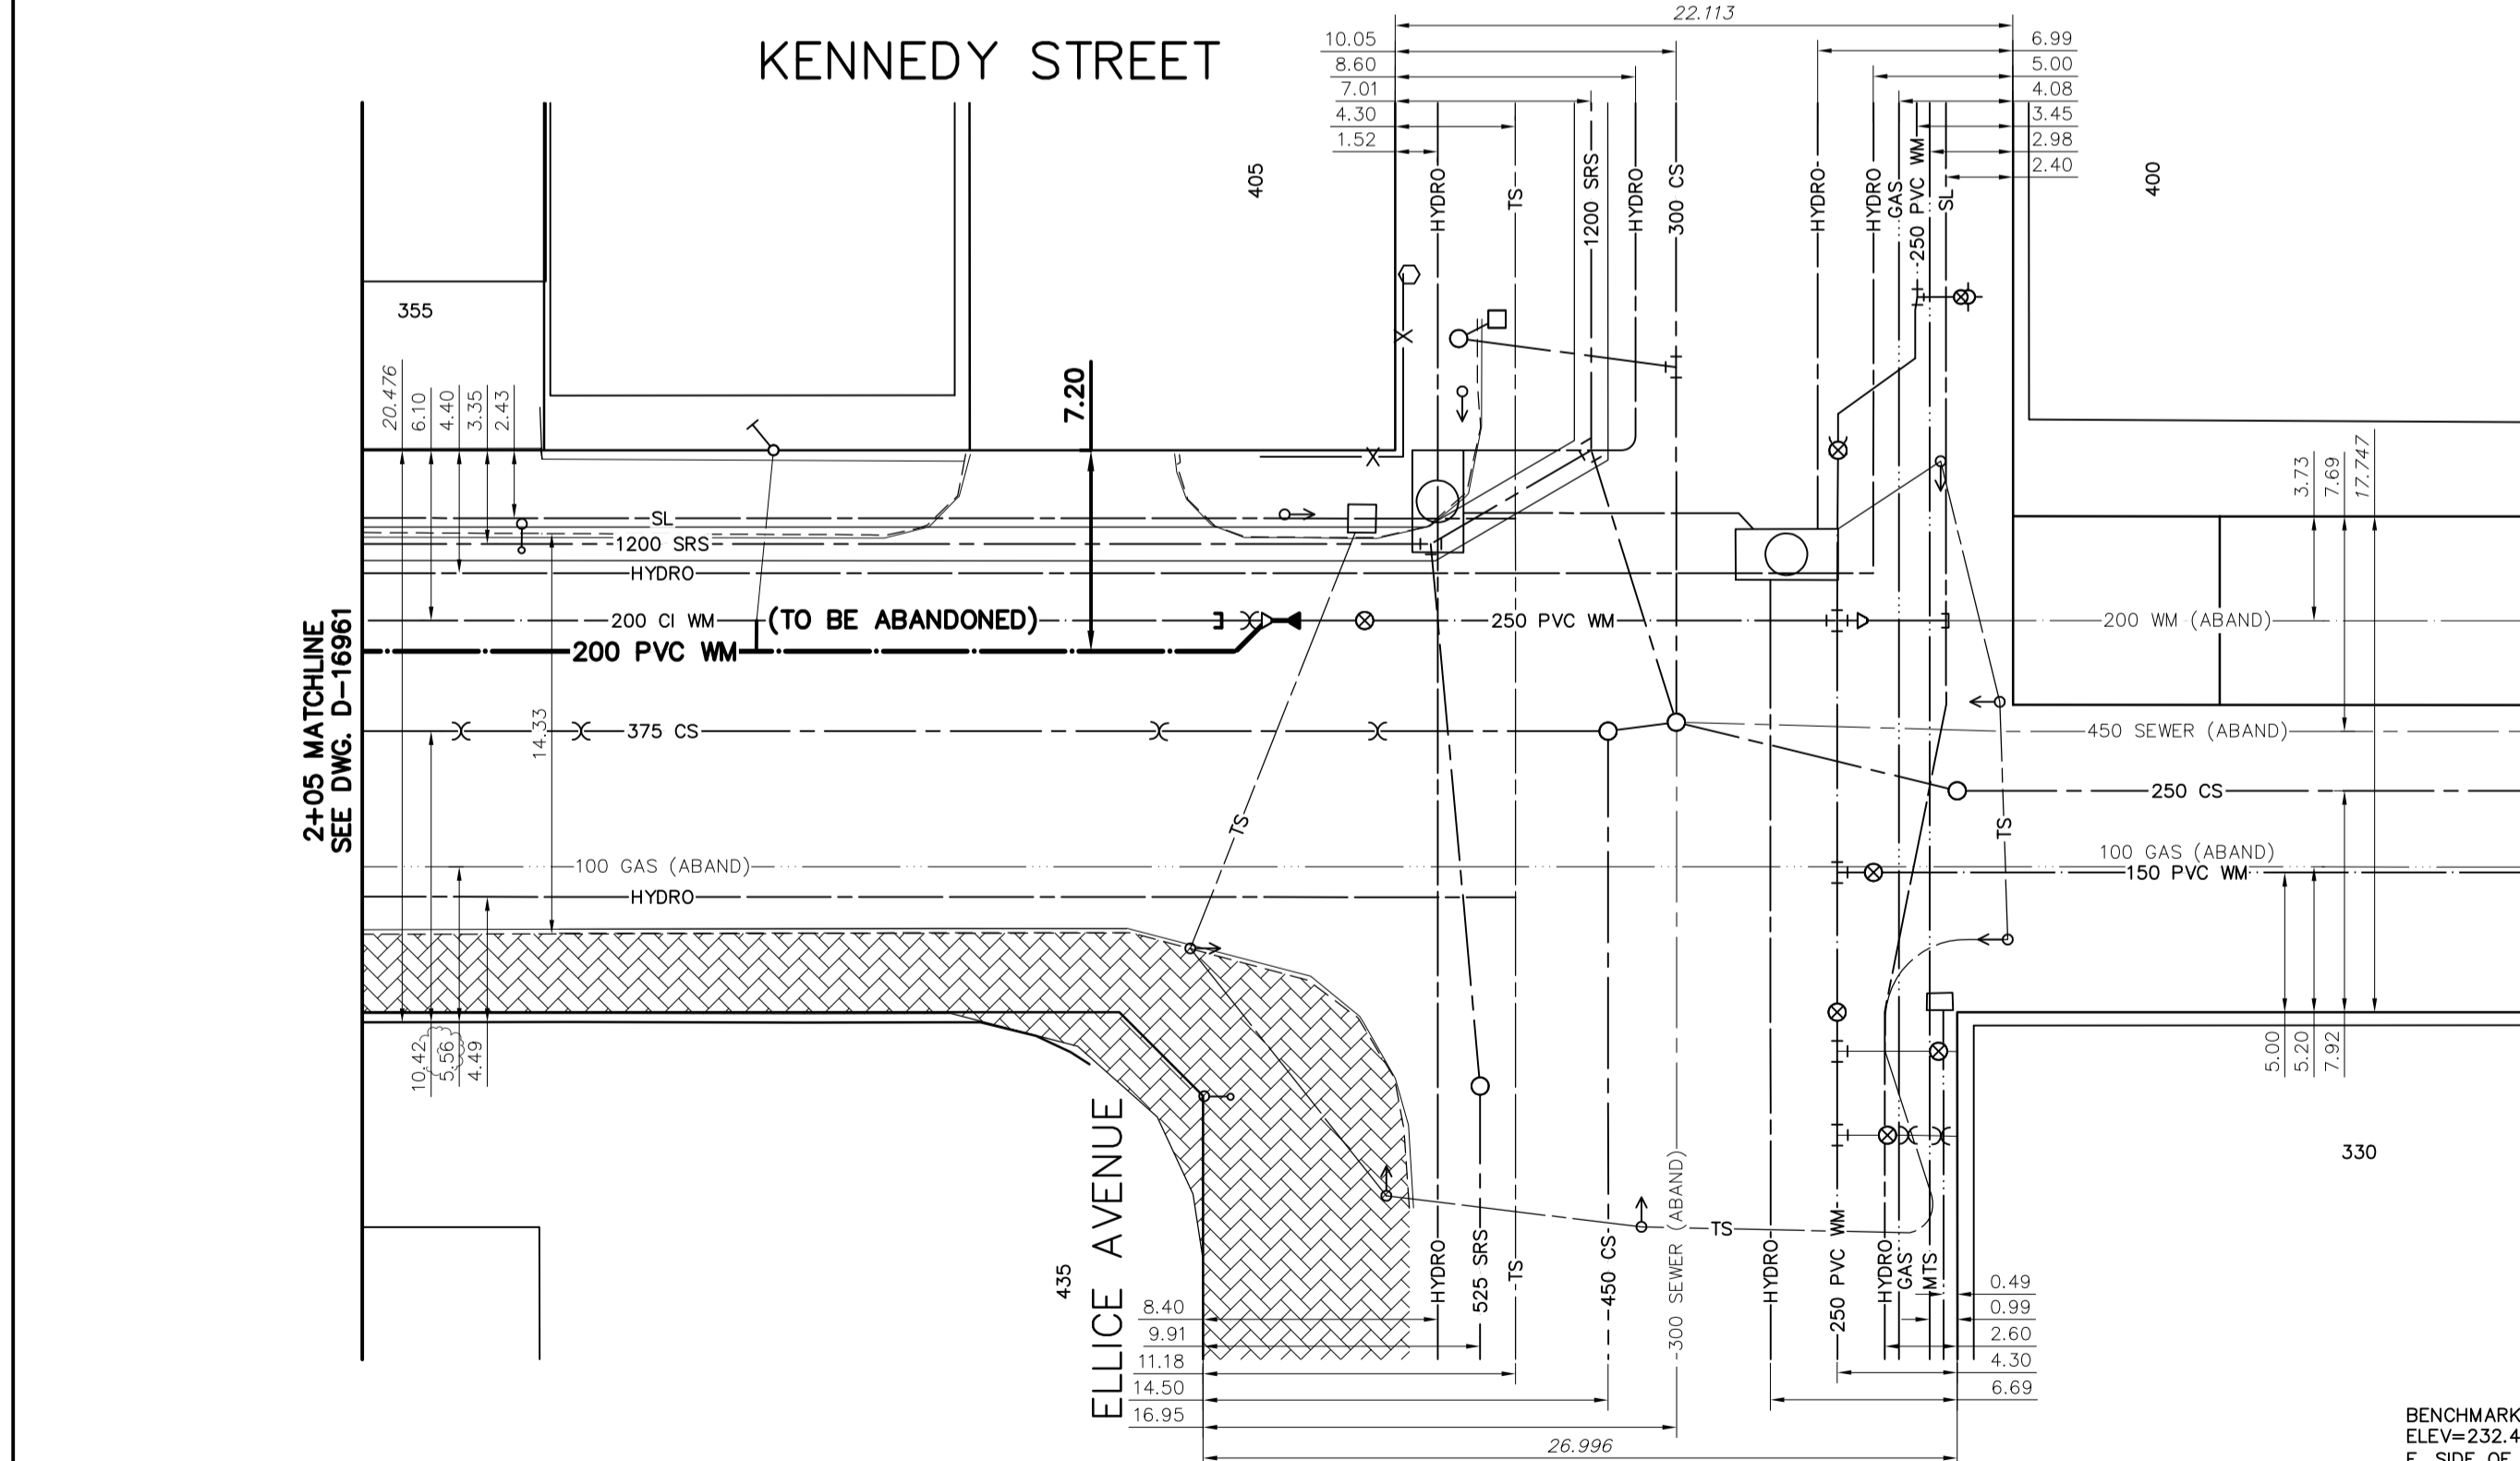 KENNEDY STREET
22.113
10.05
8.60
7.01
4.30
1.52
6.99
5.00
4.08
3.45
2.98
2.40
405
400
HYDRO
TS
1200 SRS
HYDRO
300 CS
HYDRO
HYDRO
GAS
250 PVC WM
SL
355
20.476
6.10
4.40
3.35
2.43
7.20
3.73
7.69
17.747
SL
1200 SRS
HYDRO
200 CI WM
(TO BE ABANDONED)
250 PVC WM
200 WM (ABAND)
200 PVC WM
2+05 MATCHLINE
SEE DWG. D-16961
14.33
375 CS
450 SEWER (ABAND)
250 CS
TS
TS
100 GAS (ABAND)
100 GAS (ABAND)
150 PVC WM
HYDRO
10.42
5.56
4.49
5.00
5.20
7.92
ELLICE AVENUE
435
330
TS
HYDRO
525 SRS
TS
450 CS
300 SEWER (ABAND)
HYDRO
250 PVC WM
HYDRO
GAS
MTS
8.40
9.91
11.18
14.50
16.95
0.49
0.99
2.60
4.30
6.69
26.996
BENCHMARK
ELEV=232.4
E. SIDE OF